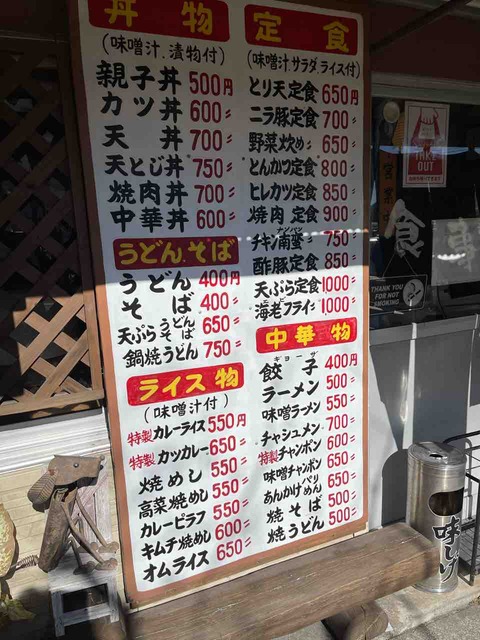 丼物
(味噌汁.漬物付)
親子丼 500円
カツ丼 600〃
天丼 700〃
天とじ丼 750〃
焼肉丼 700〃
中華丼 600〃
うどん.そば
うどん 400円
そば 400〃
天ぷらうどんそば 650〃
鍋焼うどん 750〃
ライス物
(味噌汁付)
特製カレーライス 550円
特製カツカレー 650〃
焼めし 550〃
高菜焼めし 550〃
カレーピラフ 550〃
キムチ焼めし 600〃
オムライス 650〃
定食
(味噌汁.サラダ.ライス付)
とり天定食 650円
ニラ豚定食 700〃
野菜炒め〃 650〃
とんかつ定食 800〃
ヒレカツ定食 850〃
焼肉定食 900〃
チキン南蛮〃 750〃
酢豚定食 850〃
天ぷら定食 1000〃
海老フライ〃 1,000〃
中華物
餃子 ギョーザ 400円
ラーメン 500〃
味噌ラーメン 550〃
チャシュメン 700〃
特製チャンポン 600〃
味噌チャンポン 650〃
あんかけパリめん 650〃
焼そば 500〃
焼うどん 500〃
TAKE OUT
営業中
食事
THANK YOU
FOR NOT
SMOKING
味しり